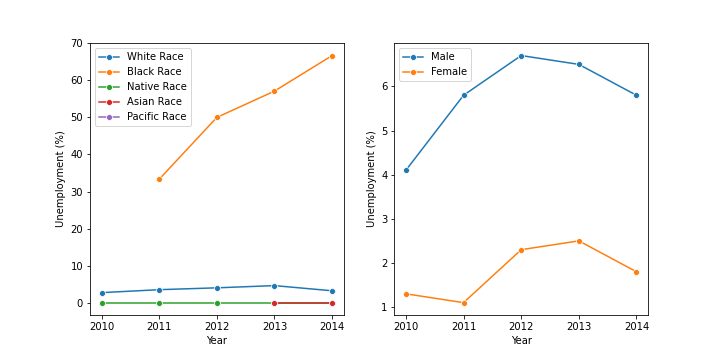 White Race
Black Race
Native Race
Asian Race
Pacific Race
70
60
50
40
30
20
10
0
Unemployment (%)
2010 2011 2012 2013 2014
Year
Male
Female
6
5
4
3
2
1
Unemployment (%)
2010 2011 2012 2013 2014
Year